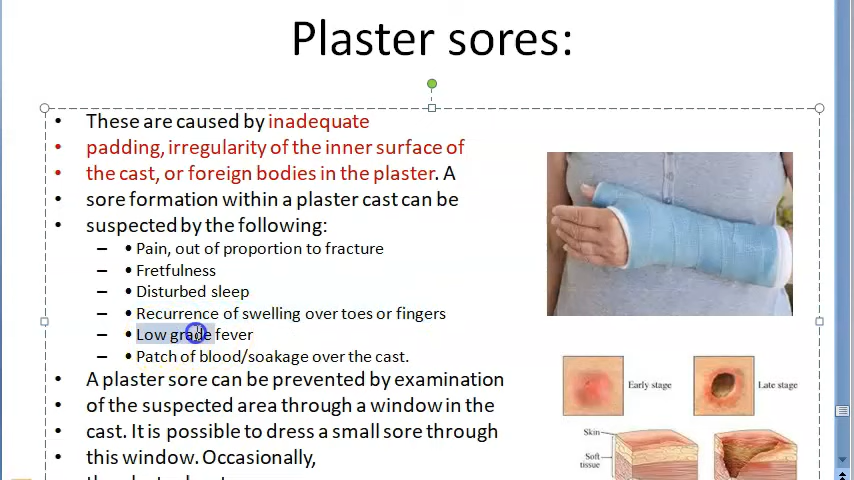 Plaster sores:
• These are caused by inadequate
• padding, irregularity of the inner surface of
• the cast, or foreign bodies in the plaster. A
• sore formation within a plaster cast can be
• suspected by the following:
– • Pain, out of proportion to fracture
– • Fretfulness
– • Disturbed sleep
– • Recurrence of swelling over toes or fingers
– • Low grade fever
– • Patch of blood/soakage over the cast.
• A plaster sore can be prevented by examination
• of the suspected area through a window in the
• cast. It is possible to dress a small sore through
• this window. Occasionally,
Early stage
Late stage
Skin
Soft
tissue